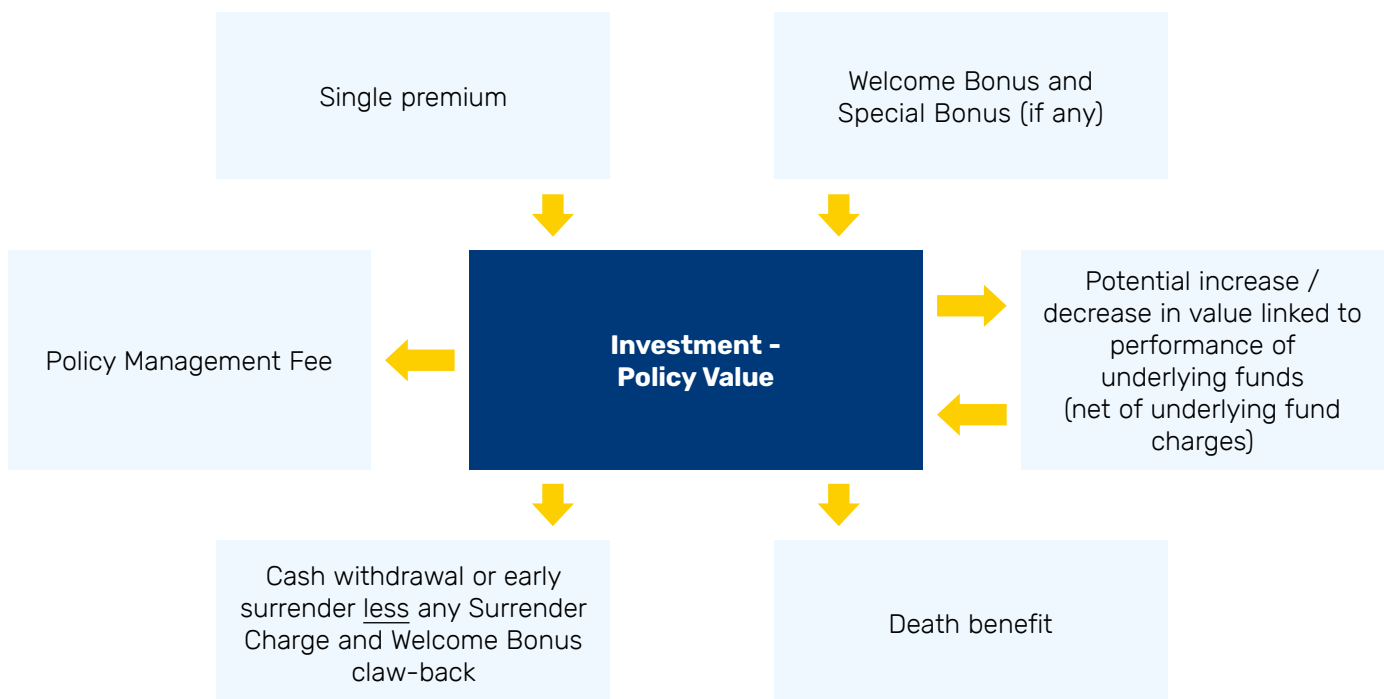 Single premium
Welcome Bonus and
Special Bonus (if any)
Policy Management Fee
Investment -
Policy Value
Potential increase /
decrease in value linked to
performance of
underlying funds
(net of underlying fund
charges)
Cash withdrawal or early
surrender less any Surrender
Charge and Welcome Bonus
claw-back
Death benefit